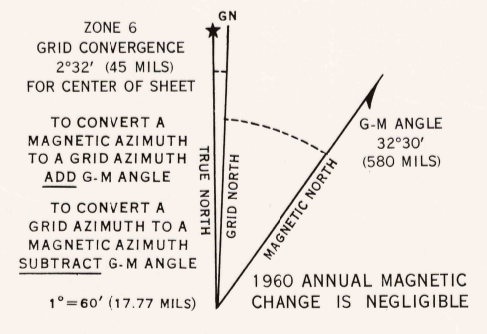 GN
ZONE 6
GRID CONVERGENCE
2°32' (45 MILS)
FOR CENTER OF SHEET
TO CONVERT A
MAGNETIC AZIMUTH
TO A GRID AZIMUTH
ADD G-M ANGLE
TO CONVERT A
GRID AZIMUTH TO A
MAGNETIC AZIMUTH
SUBTRACT G-M ANGLE
1°=60' (17.77 MILS)
TRUE NORTH
GRID NORTH
MAGNETIC NORTH
G-M ANGLE
32°30'
(580 MILS)
1960 ANNUAL MAGNETIC
CHANGE IS NEGLIGIBLE